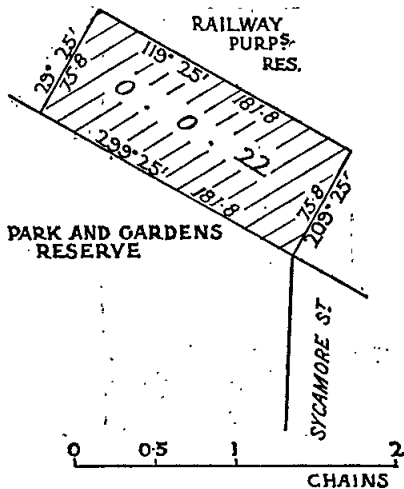 RAILWAY
PURPS.
RES.
29° 25'
75·8
119° 25'
181·8
0 · 0 · 22
299° 25'
181·8
75·8
209° 25'
PARK AND GARDENS
RESERVE
SYCAMORE ST
0 0·5 1 2
CHAINS